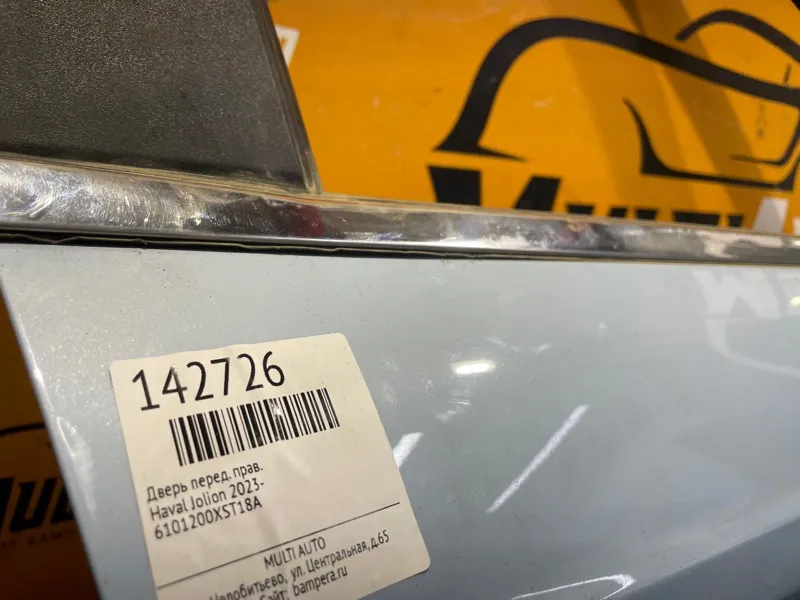 142726
Дверь перед. прав.
Haval Jolion 2023-
6101200XST18A
MULTI AUTO
ул. Центральная, д.65
bampera.ru